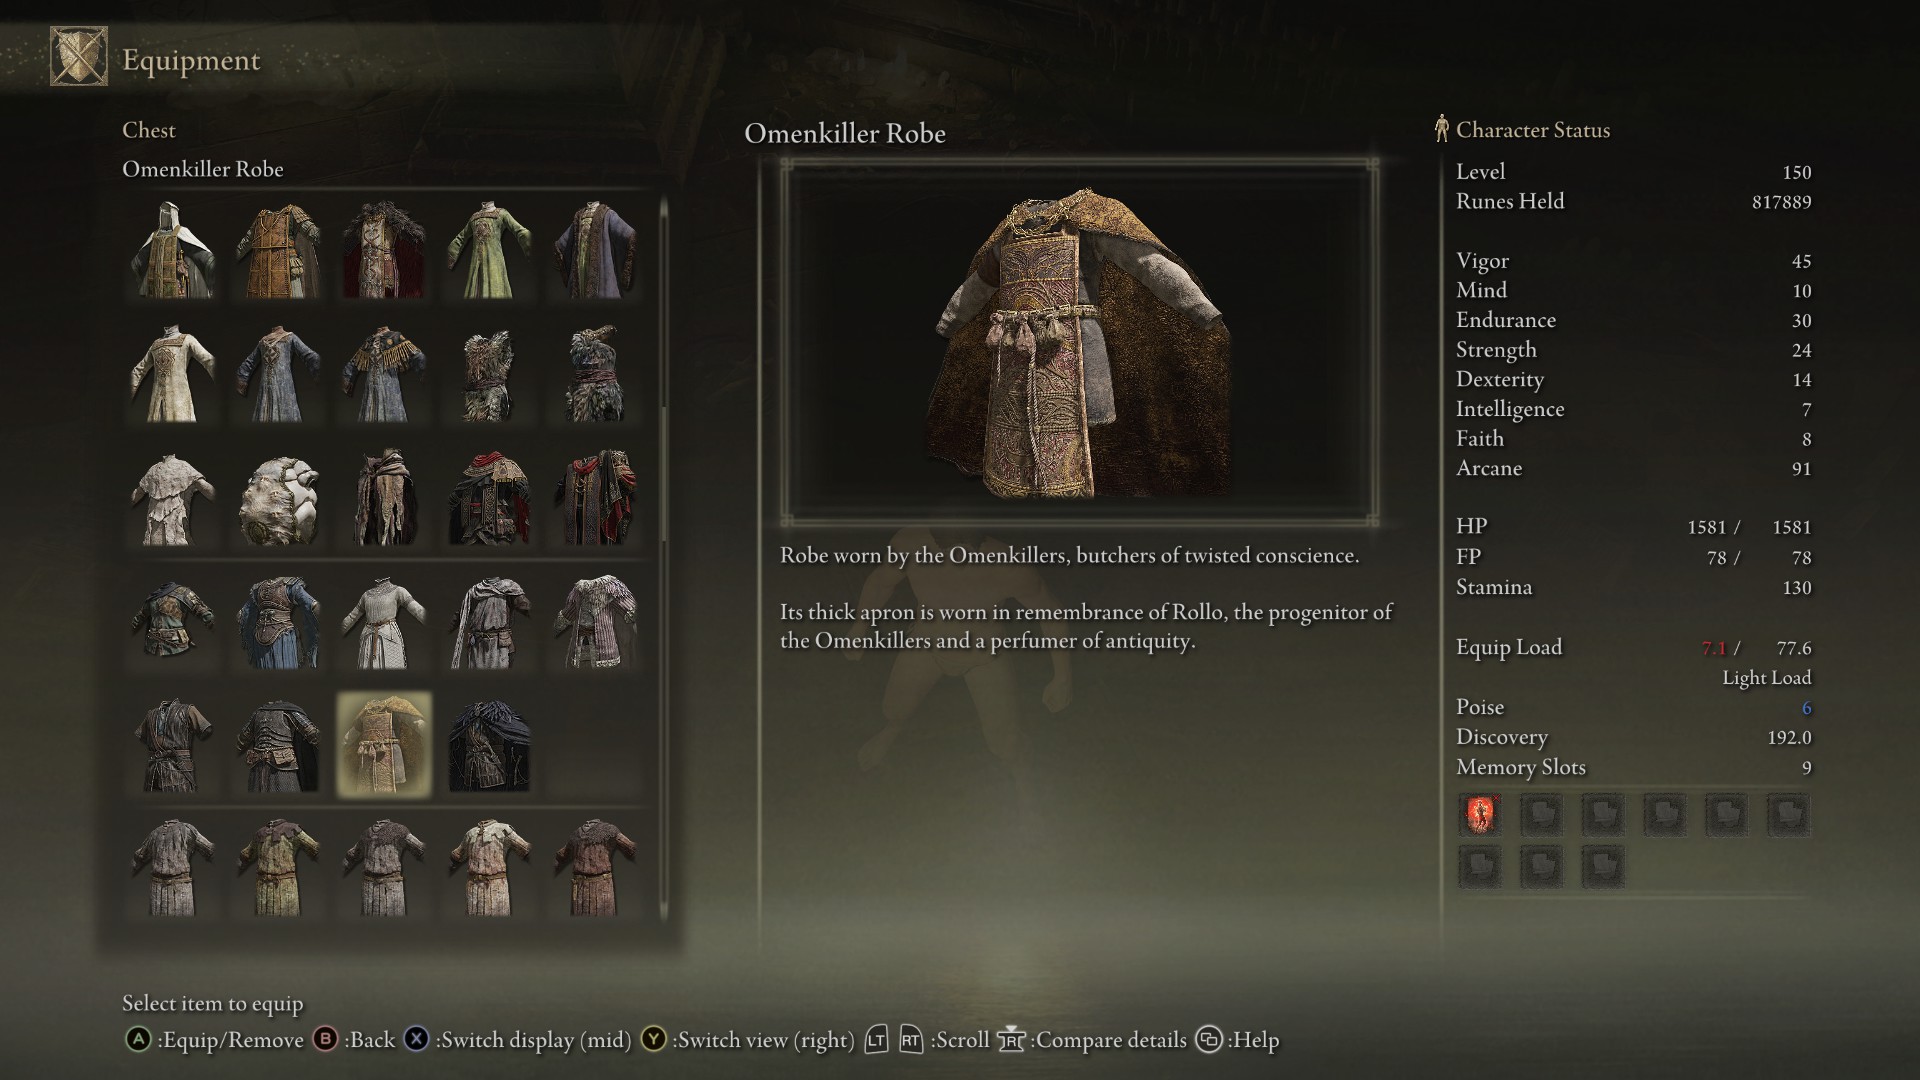 Equipment
Chest
Omenkiller Robe
Omenkiller Robe
Robe worn by the Omenkillers, butchers of twisted conscience.
Its thick apron is worn in remembrance of Rollo, the progenitor of
the Omenkillers and a perfumer of antiquity.
Character Status
Level 150
Runes Held 817889
Vigor 45
Mind 10
Endurance 30
Strength 24
Dexterity 14
Intelligence 7
Faith 8
Arcane 91
HP 1581 / 1581
FP 78 / 78
Stamina 130
Equip Load 7.1 / 77.6
Light Load
Poise 6
Discovery 192.0
Memory Slots 9
Select item to equip
A :Equip/Remove B :Back X :Switch display (mid) Y :Switch view (right) LT RT :Scroll R :Compare details :Help